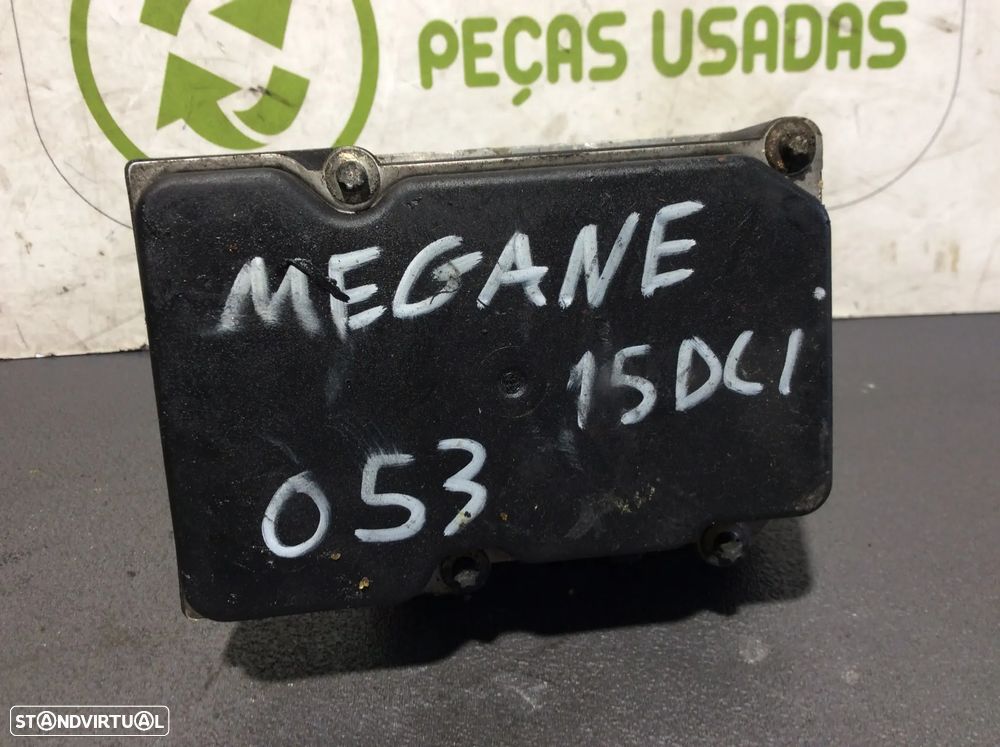 PEÇAS USADAS
MEGANE
15DCI
053
STANDVIRTUAL